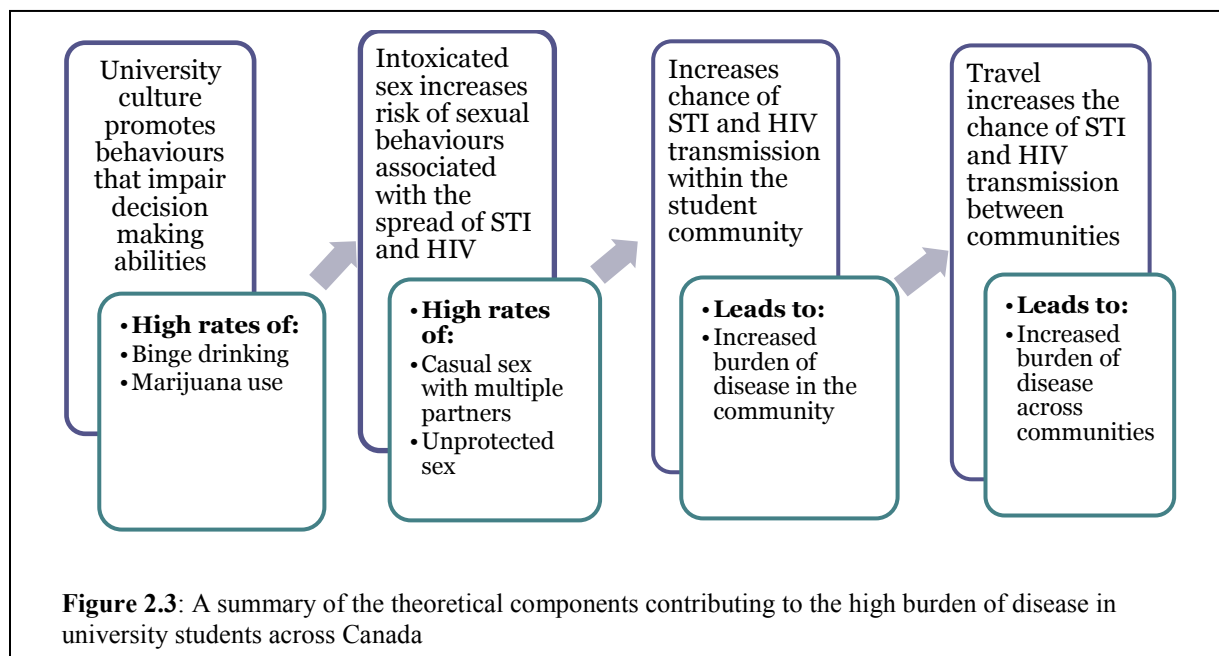 University
culture
promotes
behaviours
that impair
decision
making
abilities
• High rates of:
• Binge drinking
• Marijuana use
Intoxicated
sex increases
risk of sexual
behaviours
associated
with the
spread of STI
and HIV
• High rates
of:
• Casual sex
with multiple
partners
• Unprotected
sex
Increases
chance of
STI and HIV
transmission
within the
student
community
• Leads to:
• Increased
burden of
disease in the
community
Travel
increases the
chance of STI
and HIV
transmission
between
communities
• Leads to:
• Increased
burden of
disease
across
communities
Figure 2.3: A summary of the theoretical components contributing to the high burden of disease in
university students across Canada